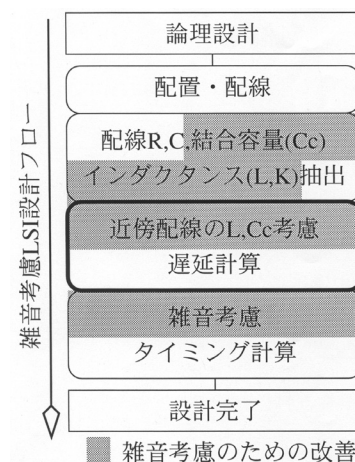 雑音考慮LSI設計フロー
論理設計
配置・配線
配線R,C,結合容量(Cc)
インダクタンス(L,K)抽出
近傍配線のL,Cc考慮
遅延計算
雑音考慮
タイミング計算
設計完了
雑音考慮のための改善